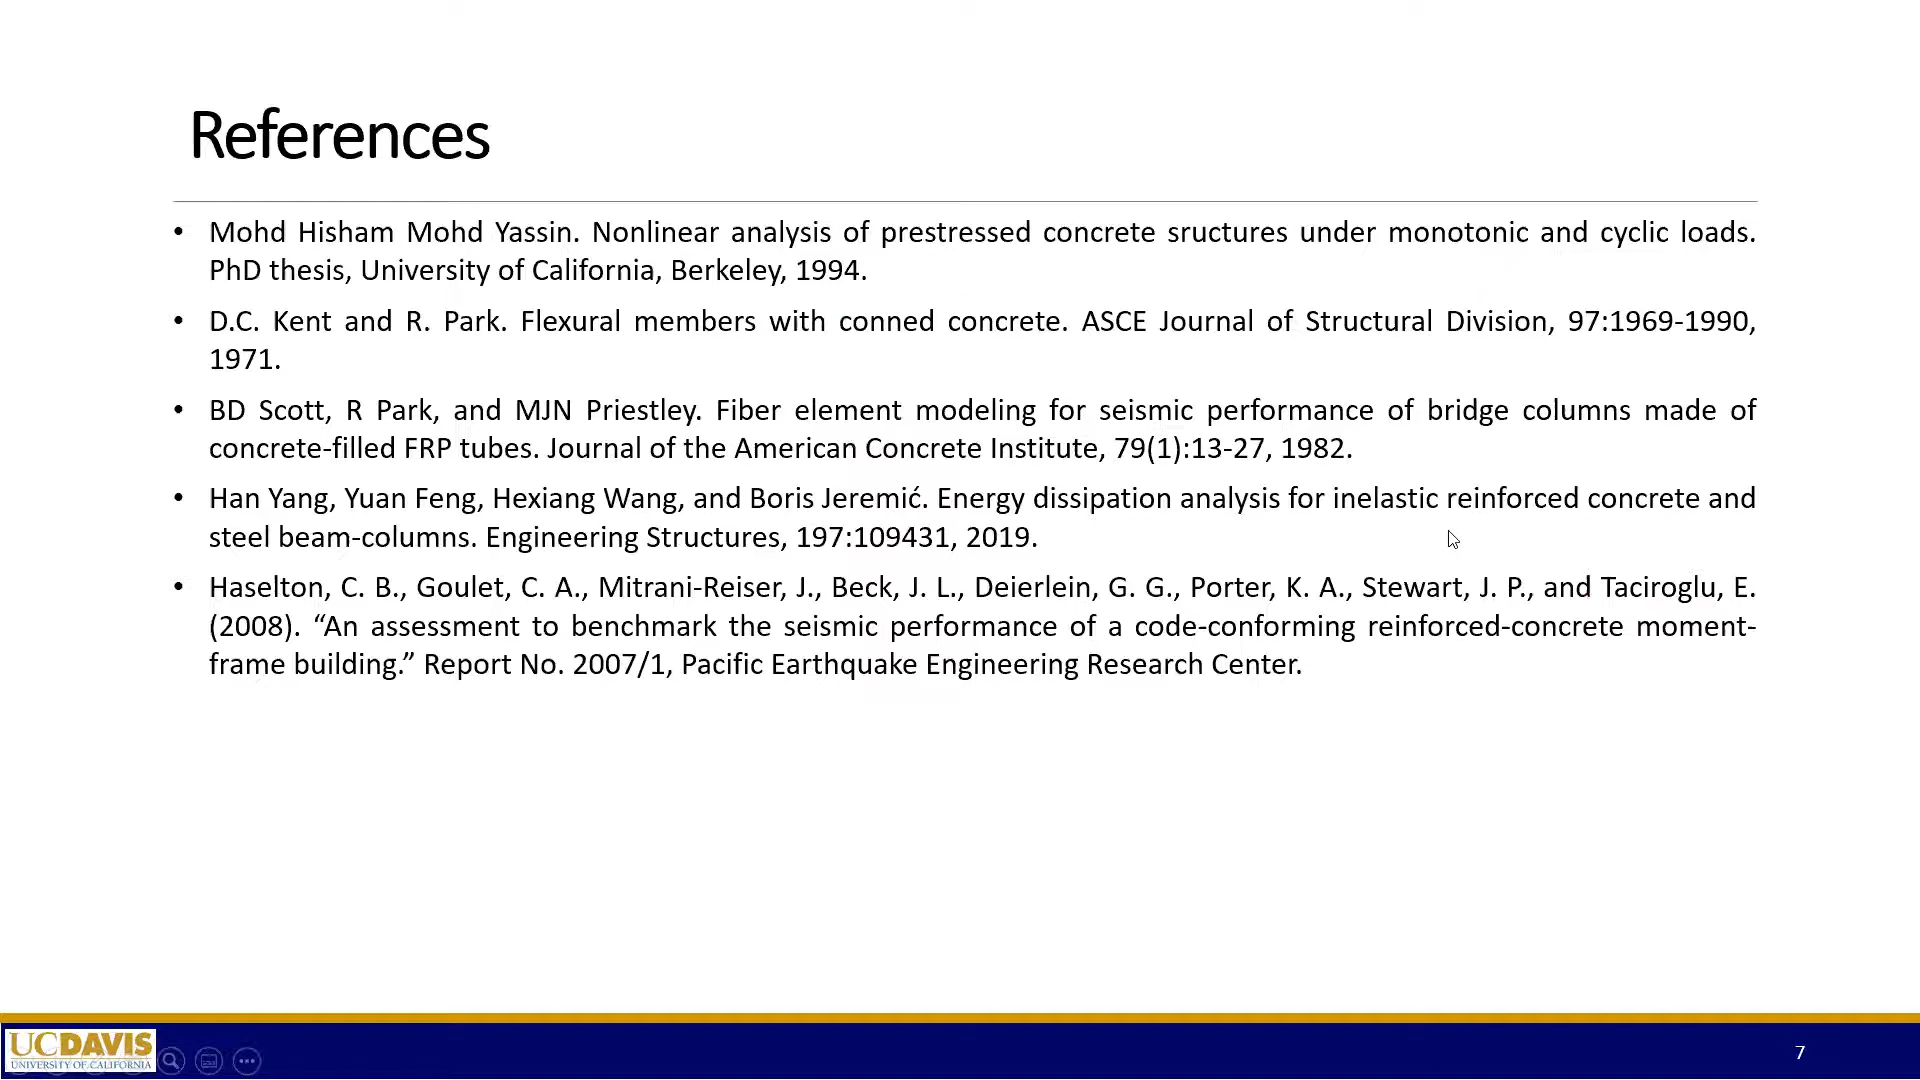 References
• Mohd Hisham Mohd Yassin. Nonlinear analysis of prestressed concrete sructures under monotonic and cyclic loads.
PhD thesis, University of California, Berkeley, 1994.
• D.C. Kent and R. Park. Flexural members with conned concrete. ASCE Journal of Structural Division, 97:1969-1990,
1971.
• BD Scott, R Park, and MJN Priestley. Fiber element modeling for seismic performance of bridge columns made of
concrete-filled FRP tubes. Journal of the American Concrete Institute, 79(1):13-27, 1982.
• Han Yang, Yuan Feng, Hexiang Wang, and Boris Jeremić. Energy dissipation analysis for inelastic reinforced concrete and
steel beam-columns. Engineering Structures, 197:109431, 2019.
• Haselton, C. B., Goulet, C. A., Mitrani-Reiser, J., Beck, J. L., Deierlein, G. G., Porter, K. A., Stewart, J. P., and Taciroglu, E.
(2008). “An assessment to benchmark the seismic performance of a code-conforming reinforced-concrete moment-
frame building.” Report No. 2007/1, Pacific Earthquake Engineering Research Center.
UCDAVIS
UNIVERSITY OF CALIFORNIA
7